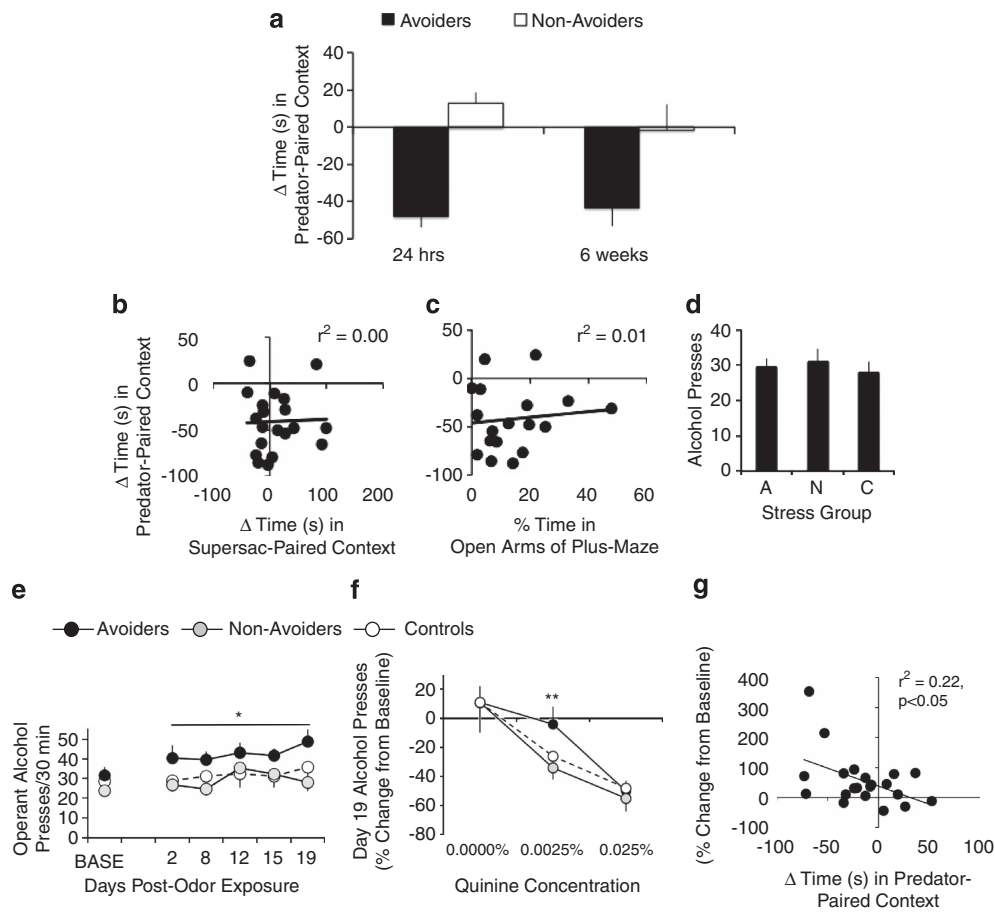 a
Avoiders Non-Avoiders
Δ Time (s) in
Predator-Paired Context
40
20
0
-20
-40
-60
24 hrs 6 weeks
b
Δ Time (s) in
Predator-Paired Context
50
0
-50
-100
r² = 0.00
-100 0 100 200
Δ Time (s) in
Supersac-Paired Context
c
50
0
-50
-100
r² = 0.01
0 20 40 60
% Time in
Open Arms of Plus-Maze
d
Alcohol Presses
40
30
20
10
0
A N C
Stress Group
e
Avoiders Non-Avoiders Controls
Operant Alcohol
Presses/30 min
50
40
30
20
10
0
*
BASE 2 8 12 15 19
Days Post-Odor Exposure
f
Day 19 Alcohol Presses
(% Change from Baseline)
20
0
-20
-40
-60
-80
**
0.0000% 0.0025% 0.025%
Quinine Concentration
g
(% Change from Baseline)
400
300
200
100
0
-100
r² = 0.22,
p<0.05
-100 -50 0 50 100
Δ Time (s) in Predator-
Paired Context